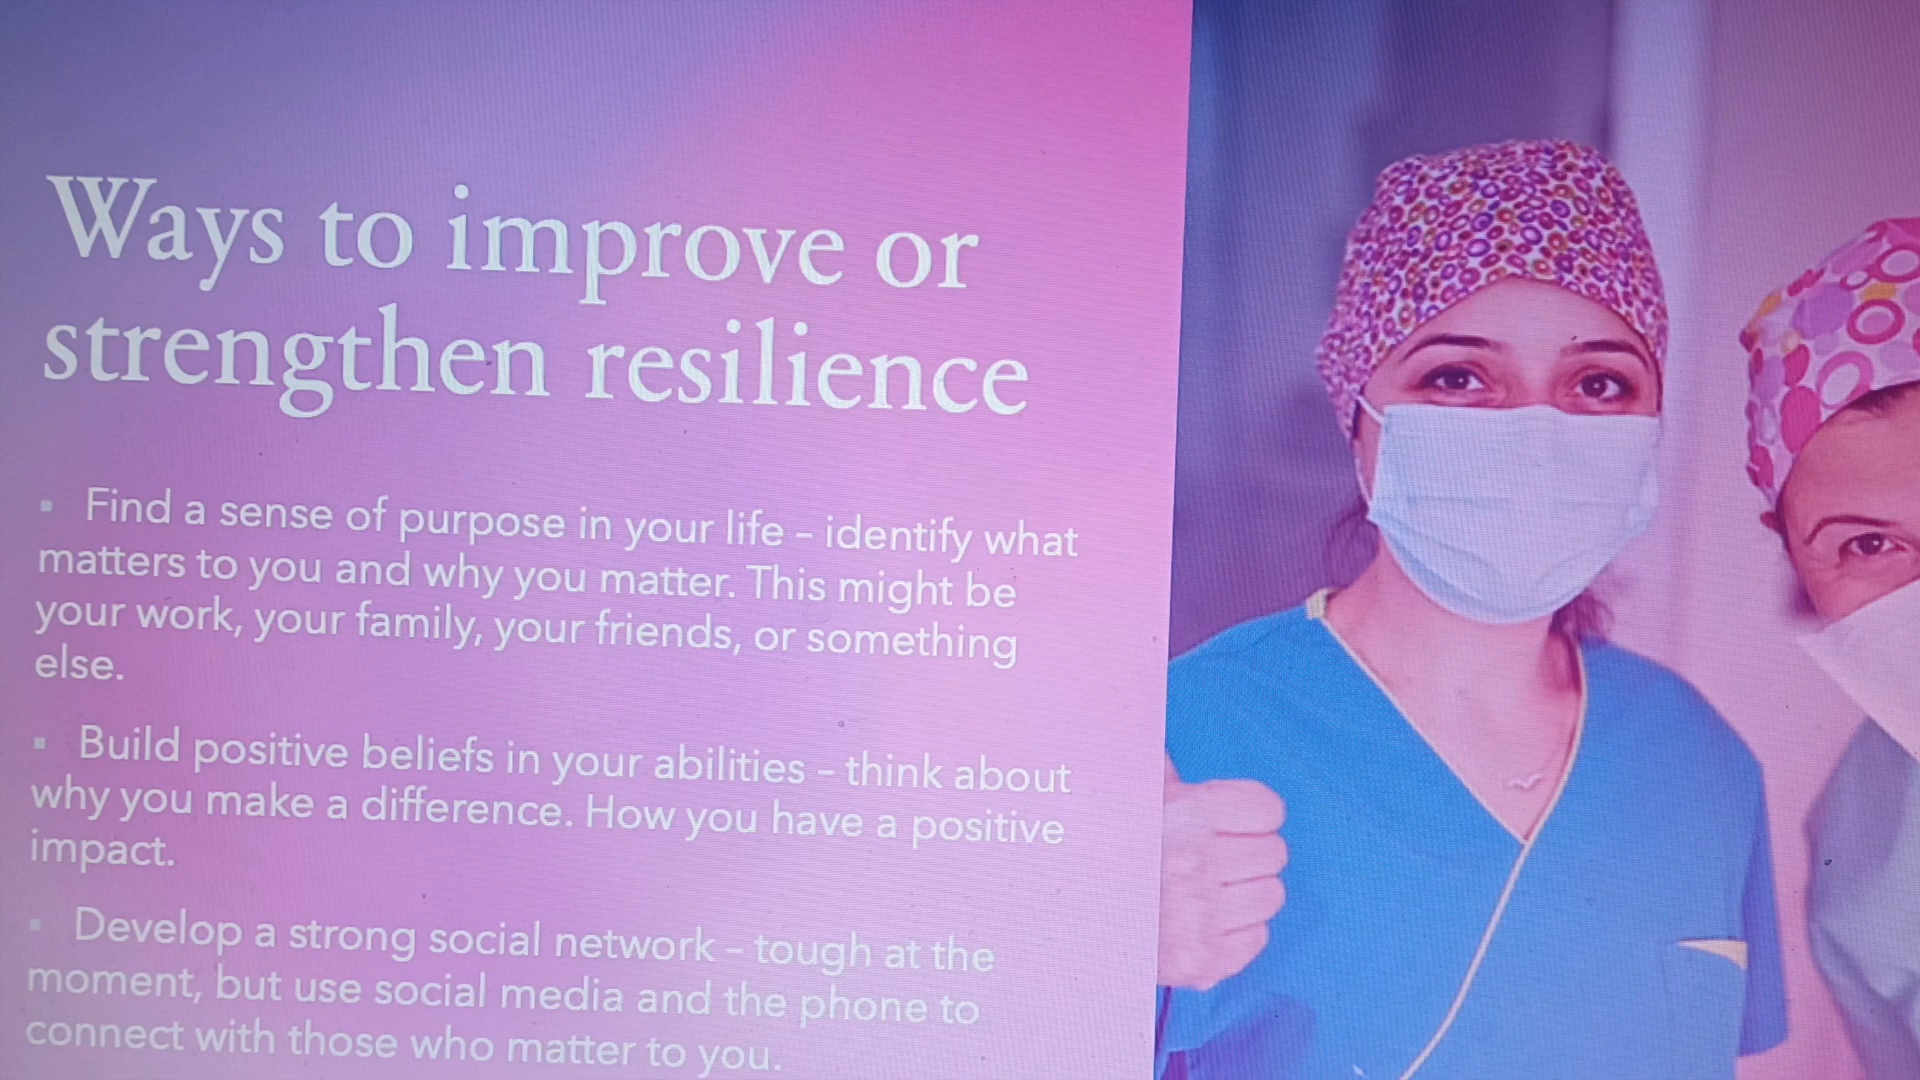 Ways to improve or
strengthen resilience
▪ Find a sense of purpose in your life – identify what
matters to you and why you matter. This might be
your work, your family, your friends, or something
else.
▪ Build positive beliefs in your abilities – think about
why you make a difference. How you have a positive
impact.
▪ Develop a strong social network – tough at the
moment, but use social media and the phone to
connect with those who matter to you.